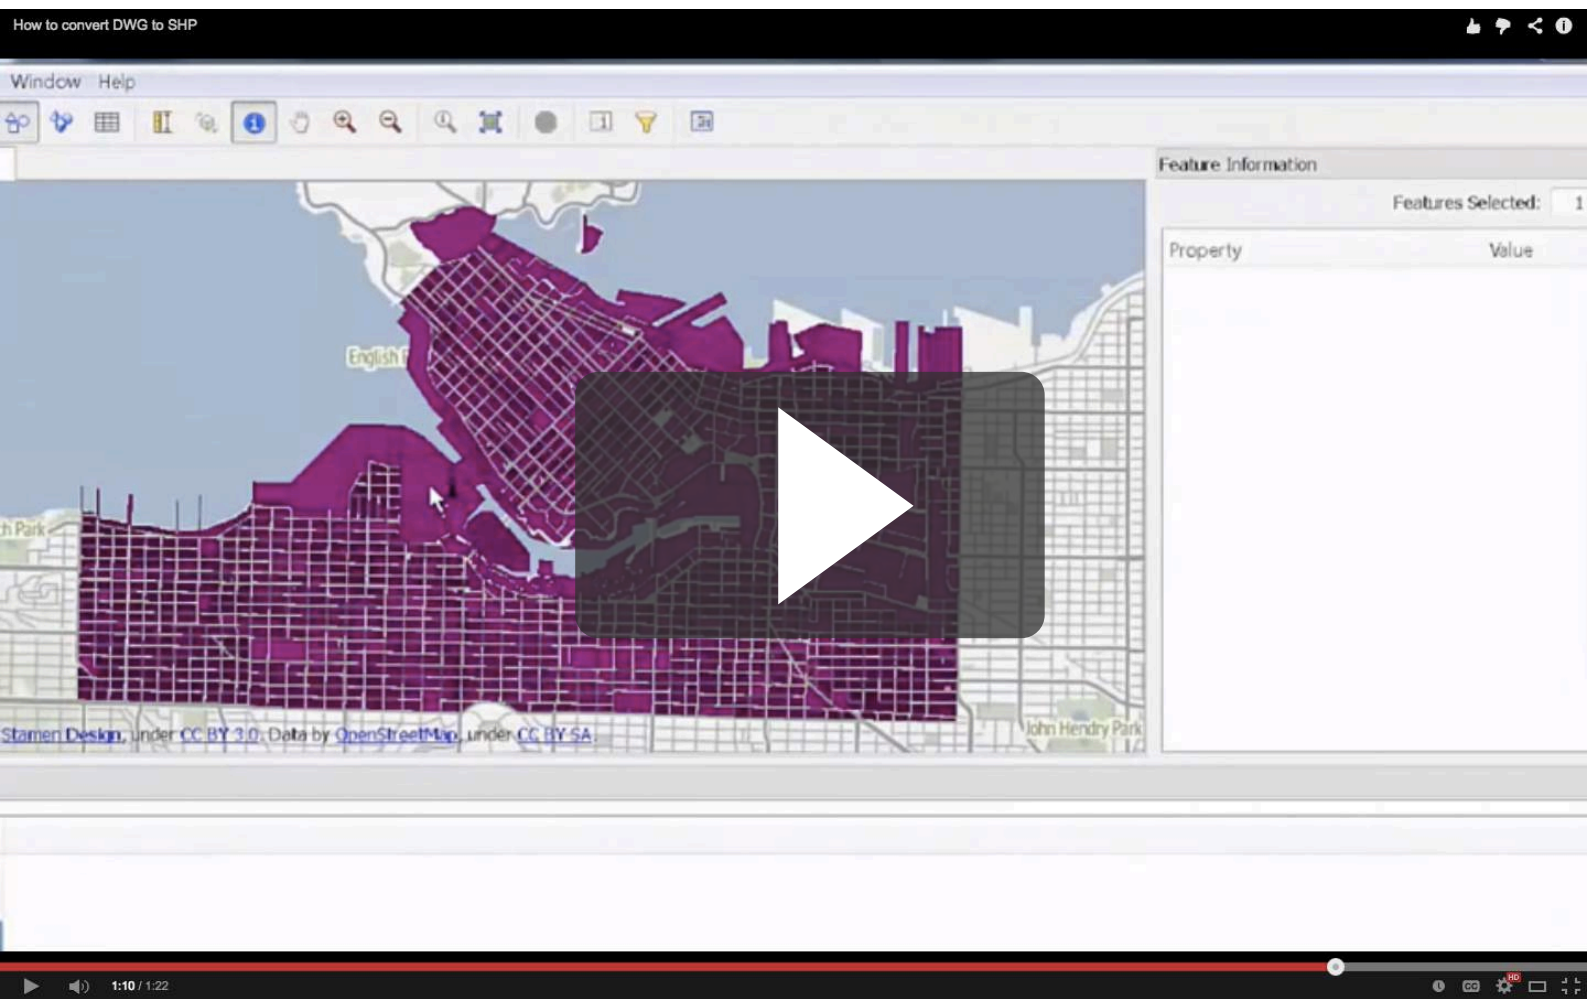 How to convert DWG to SHP
Window Help
Feature Information
Features Selected: 1
Property Value
English
Park
Stamen Design, under CC BY 3.0. Data by OpenStreetMap, under CC BY SA.
John Hendry Park
HD
1:10 / 1:22
CC